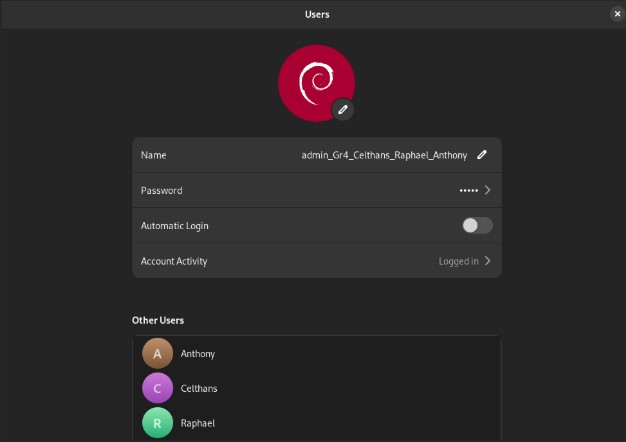 Users
Name admin_Gr4_Celthans_Raphael_Anthony
Password •••••
Automatic Login
Account Activity Logged in
Other Users
A Anthony
C Celthans
R Raphael